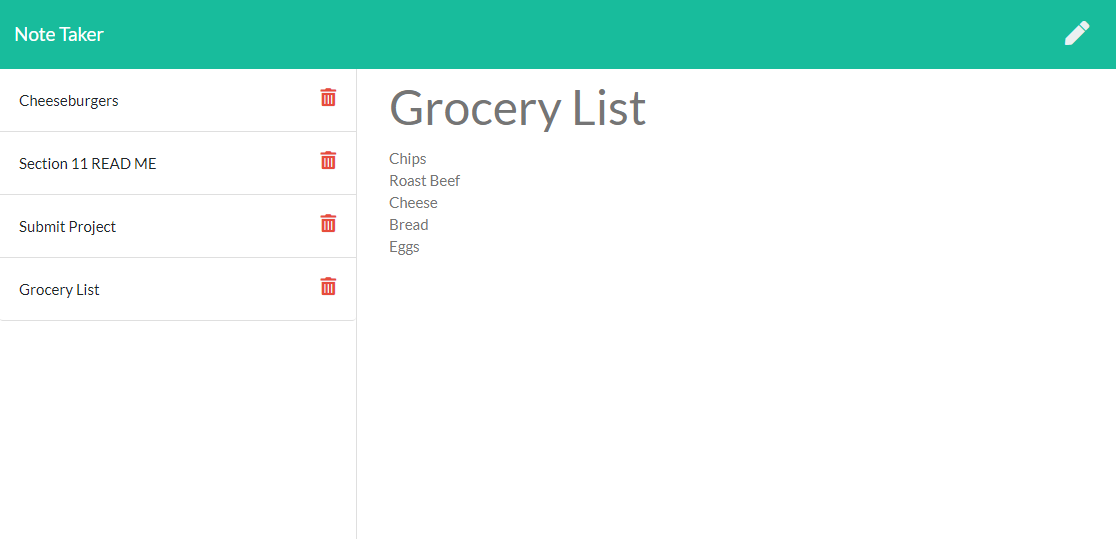 Note Taker
Cheeseburgers
Section 11 READ ME
Submit Project
Grocery List
Grocery List
Chips
Roast Beef
Cheese
Bread
Eggs